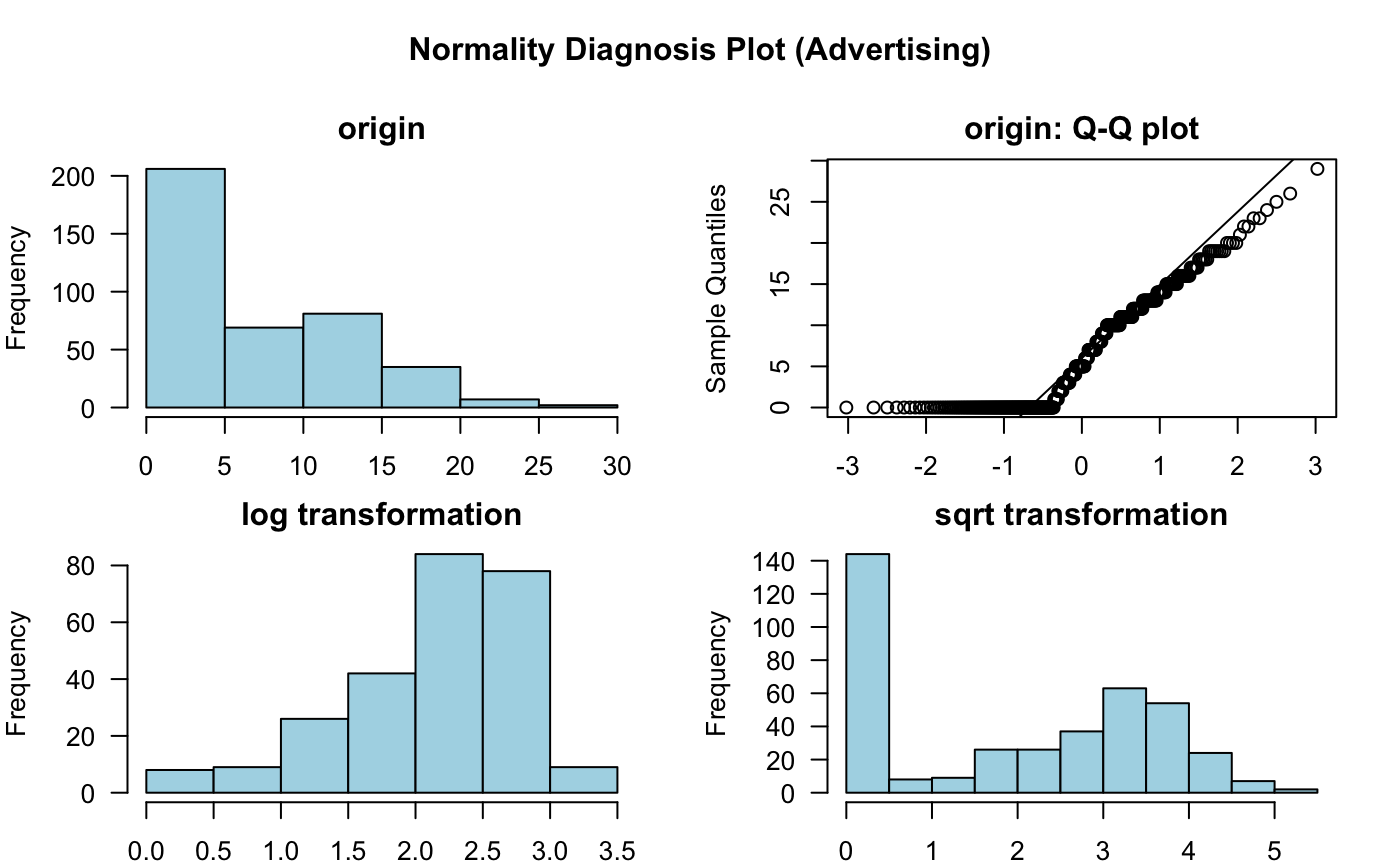 Normality Diagnosis Plot (Advertising)
origin
Frequency
200
150
100
50
0
0 5 10 15 20 25 30
origin: Q-Q plot
Sample Quantiles
25
15
5
0
-3 -2 -1 0 1 2 3
log transformation
Frequency
80
60
40
20
0
0.0 0.5 1.0 1.5 2.0 2.5 3.0 3.5
sqrt transformation
Frequency
140
120
100
80
60
40
20
0
0 1 2 3 4 5